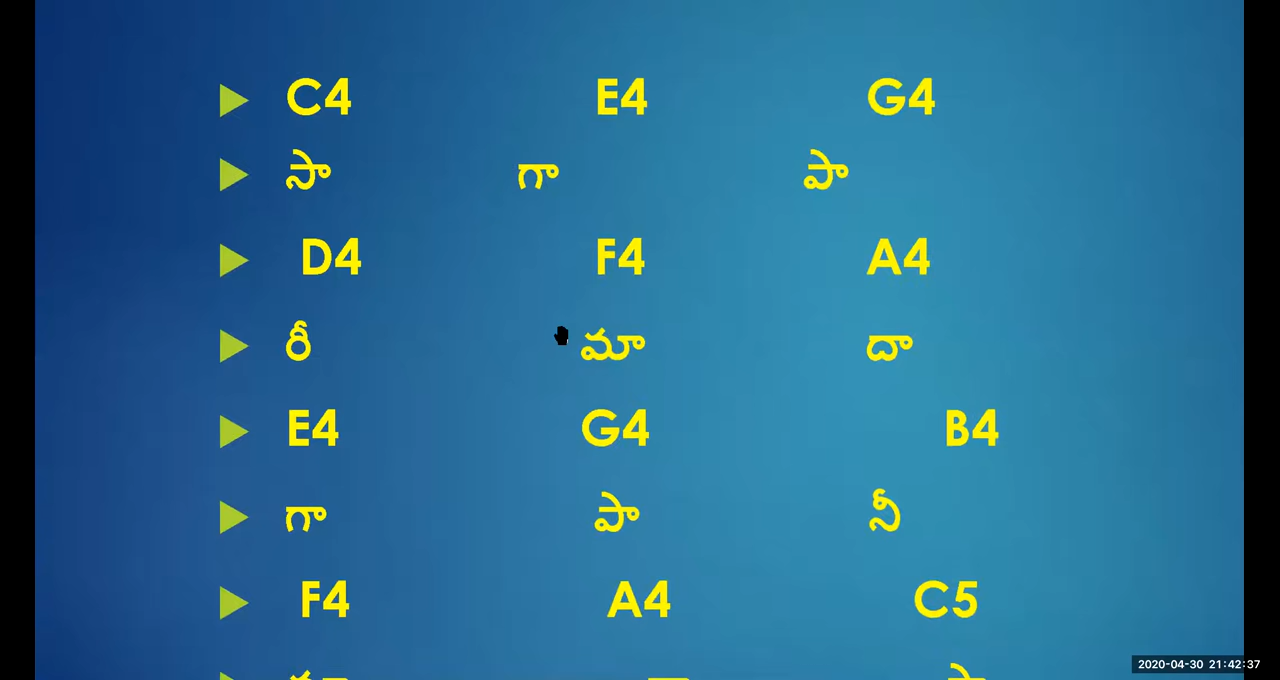 C4 E4 G4
సా గా పా
D4 F4 A4
రీ మా దా
E4 G4 B4
గా పా నీ
F4 A4 C5
2020-04-30 21:42:37